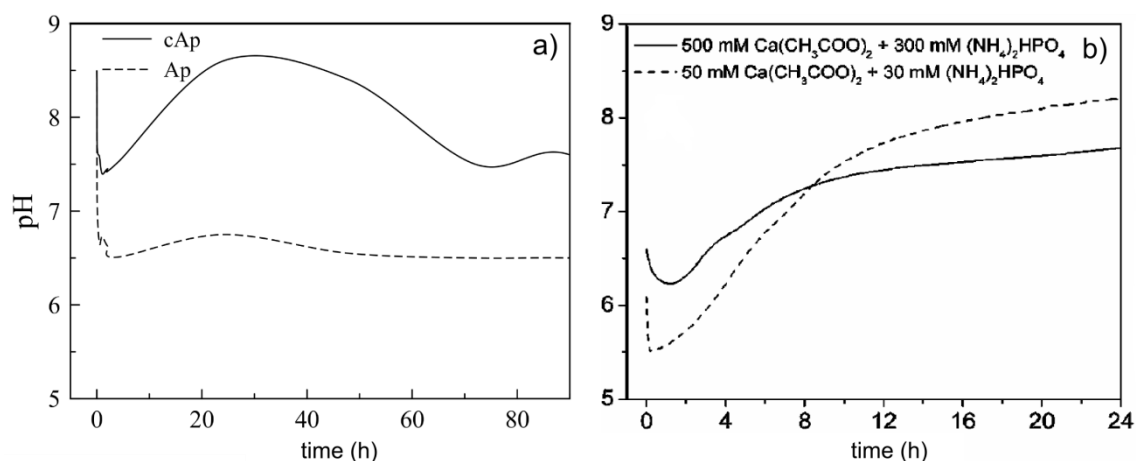 a)
cAp
Ap
9
8
7
6
5
pH
0 20 40 60 80
time (h)
b)
500 mM Ca(CH₃COO)₂ + 300 mM (NH₄)₂HPO₄
50 mM Ca(CH₃COO)₂ + 30 mM (NH₄)₂HPO₄
9
8
7
6
5
0 4 8 12 16 20 24
time (h)